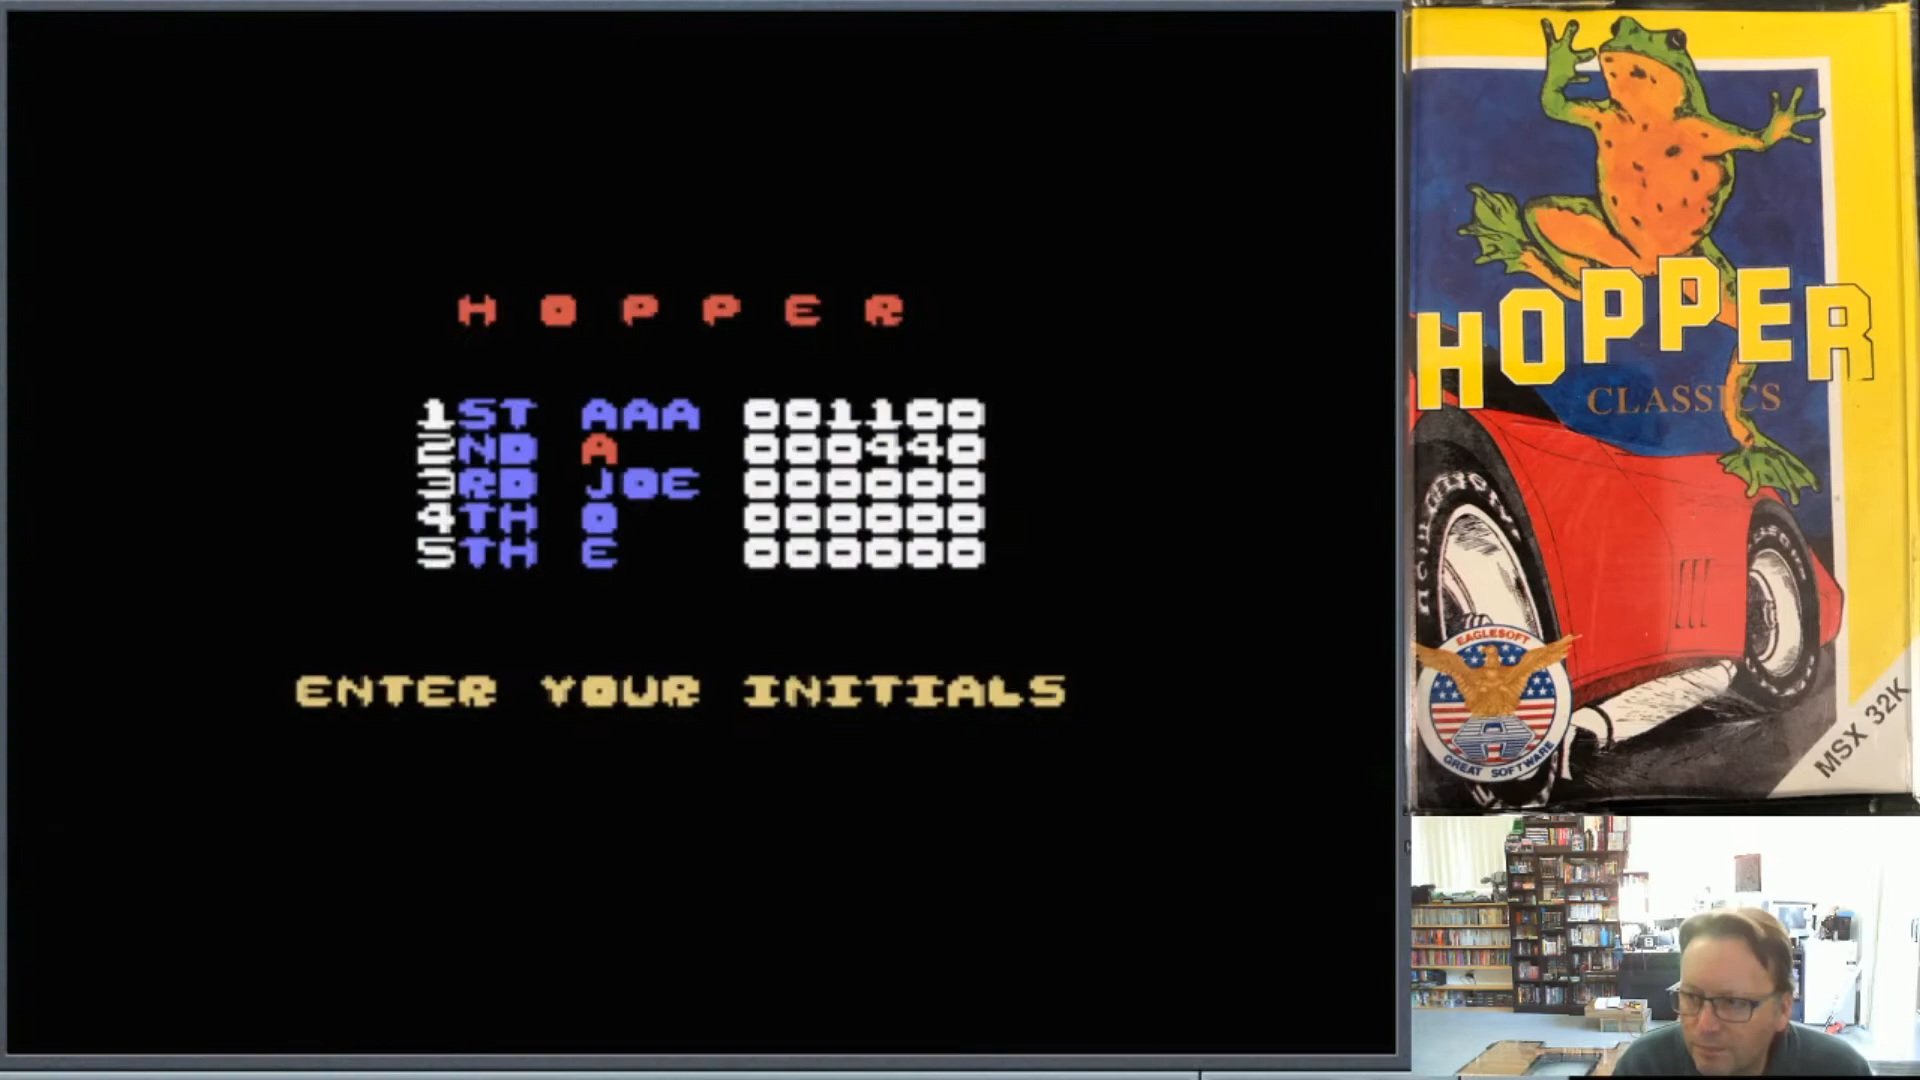 H O P P E R
1ST AAA 001100
2ND A 000440
3RD JOE 000000
4TH O 000000
5TH E 000000
ENTER YOUR INITIALS
HOPPER
CLASSICS
EAGLESOFT
GREAT SOFTWARE
MSX 32K